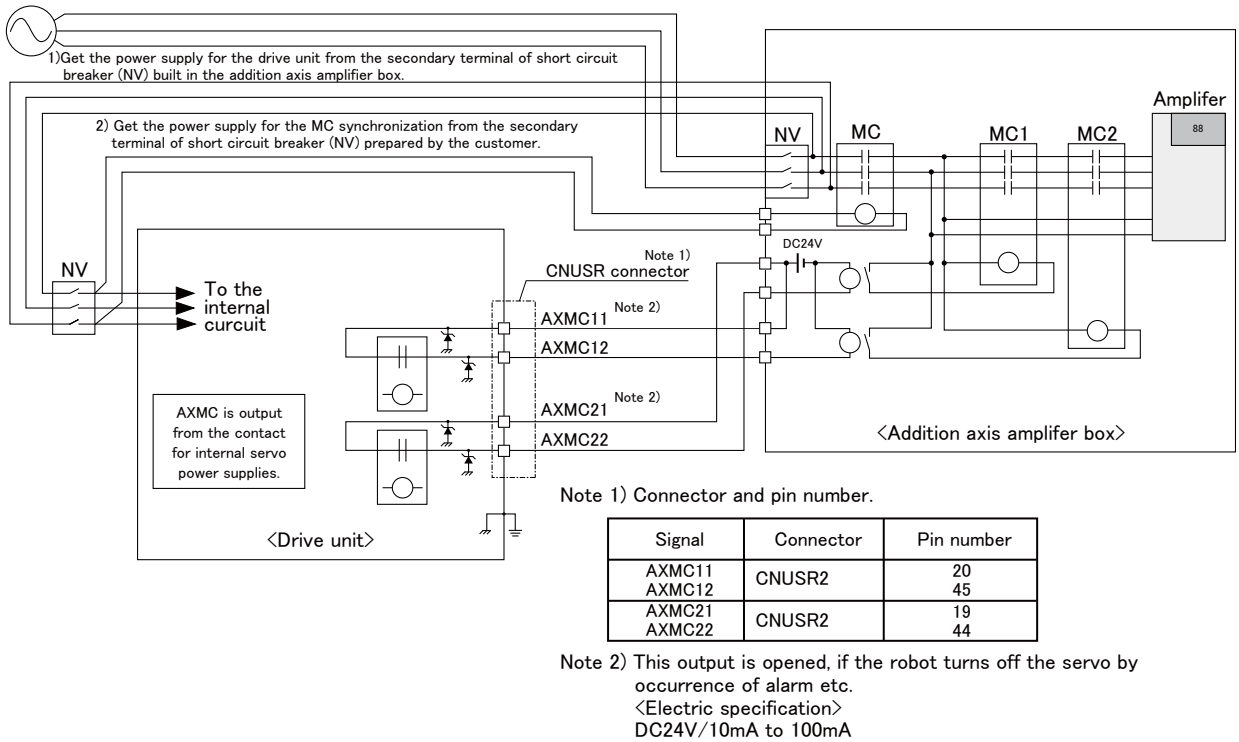 1)Get the power supply for the drive unit from the secondary terminal of short circuit
breaker (NV) built in the addition axis amplifier box.
2) Get the power supply for the MC synchronization from the secondary
terminal of short circuit breaker (NV) prepared by the customer.
Amplifer
88
NV
MC
MC1
MC2
DC24V
NV
To the
internal
curcuit
Note 1)
CNUSR connector
AXMC11 Note 2)
AXMC12
AXMC21 Note 2)
AXMC22
AXMC is output
from the contact
for internal servo
power supplies.
<Drive unit>
<Addition axis amplifer box>
Note 1) Connector and pin number.
Signal Connector Pin number
AXMC11 CNUSR2 20
AXMC12 45
AXMC21 CNUSR2 19
AXMC22 44
Note 2) This output is opened, if the robot turns off the servo by
occurrence of alarm etc.
<Electric specification>
DC24V/10mA to 100mA